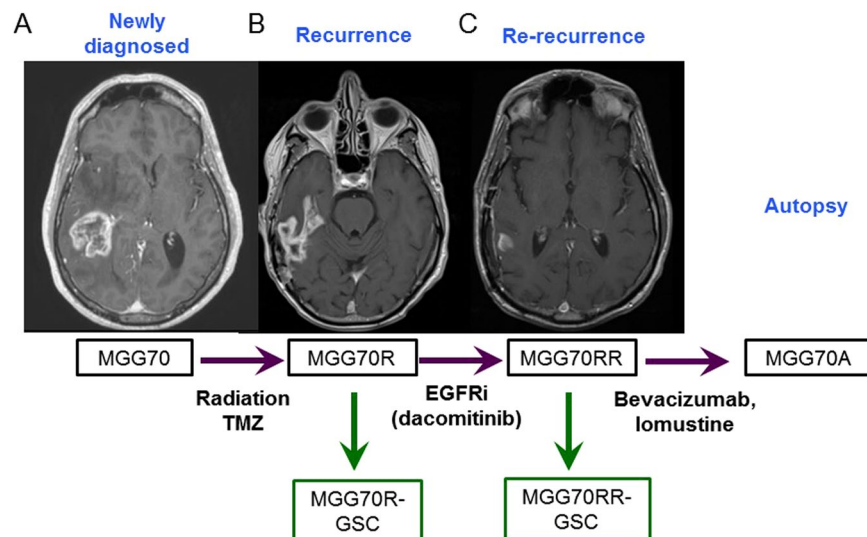 A
Newly
diagnosed
B
Recurrence
C
Re-recurrence
Autopsy
MGG70
MGG70R
MGG70RR
MGG70A
Radiation
TMZ
EGFRi
(dacomitinib)
Bevacizumab,
lomustine
MGG70R-
GSC
MGG70RR-
GSC